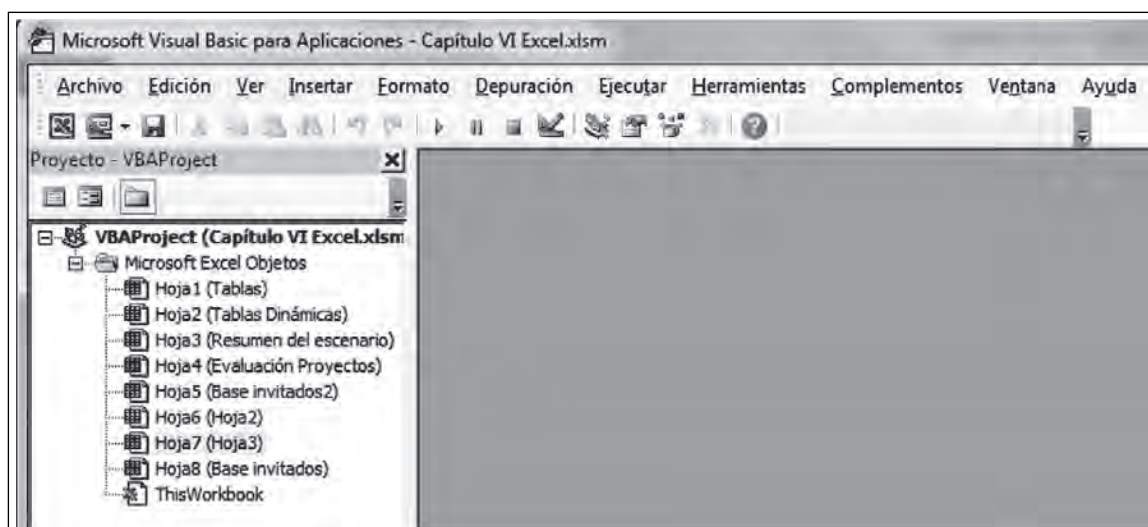 Microsoft Visual Basic para Aplicaciones - Capítulo VI Excel.xlsm
Archivo Edición Ver Insertar Formato Depuración Ejecutar Herramientas Complementos Ventana Ayuda
Proyecto - VBAProject
VBAProject (Capítulo VI Excel.xlsm
Microsoft Excel Objetos
Hoja1 (Tablas)
Hoja2 (Tablas Dinámicas)
Hoja3 (Resumen del escenario)
Hoja4 (Evaluación Proyectos)
Hoja5 (Base invitados2)
Hoja6 (Hoja2)
Hoja7 (Hoja3)
Hoja8 (Base invitados)
ThisWorkbook